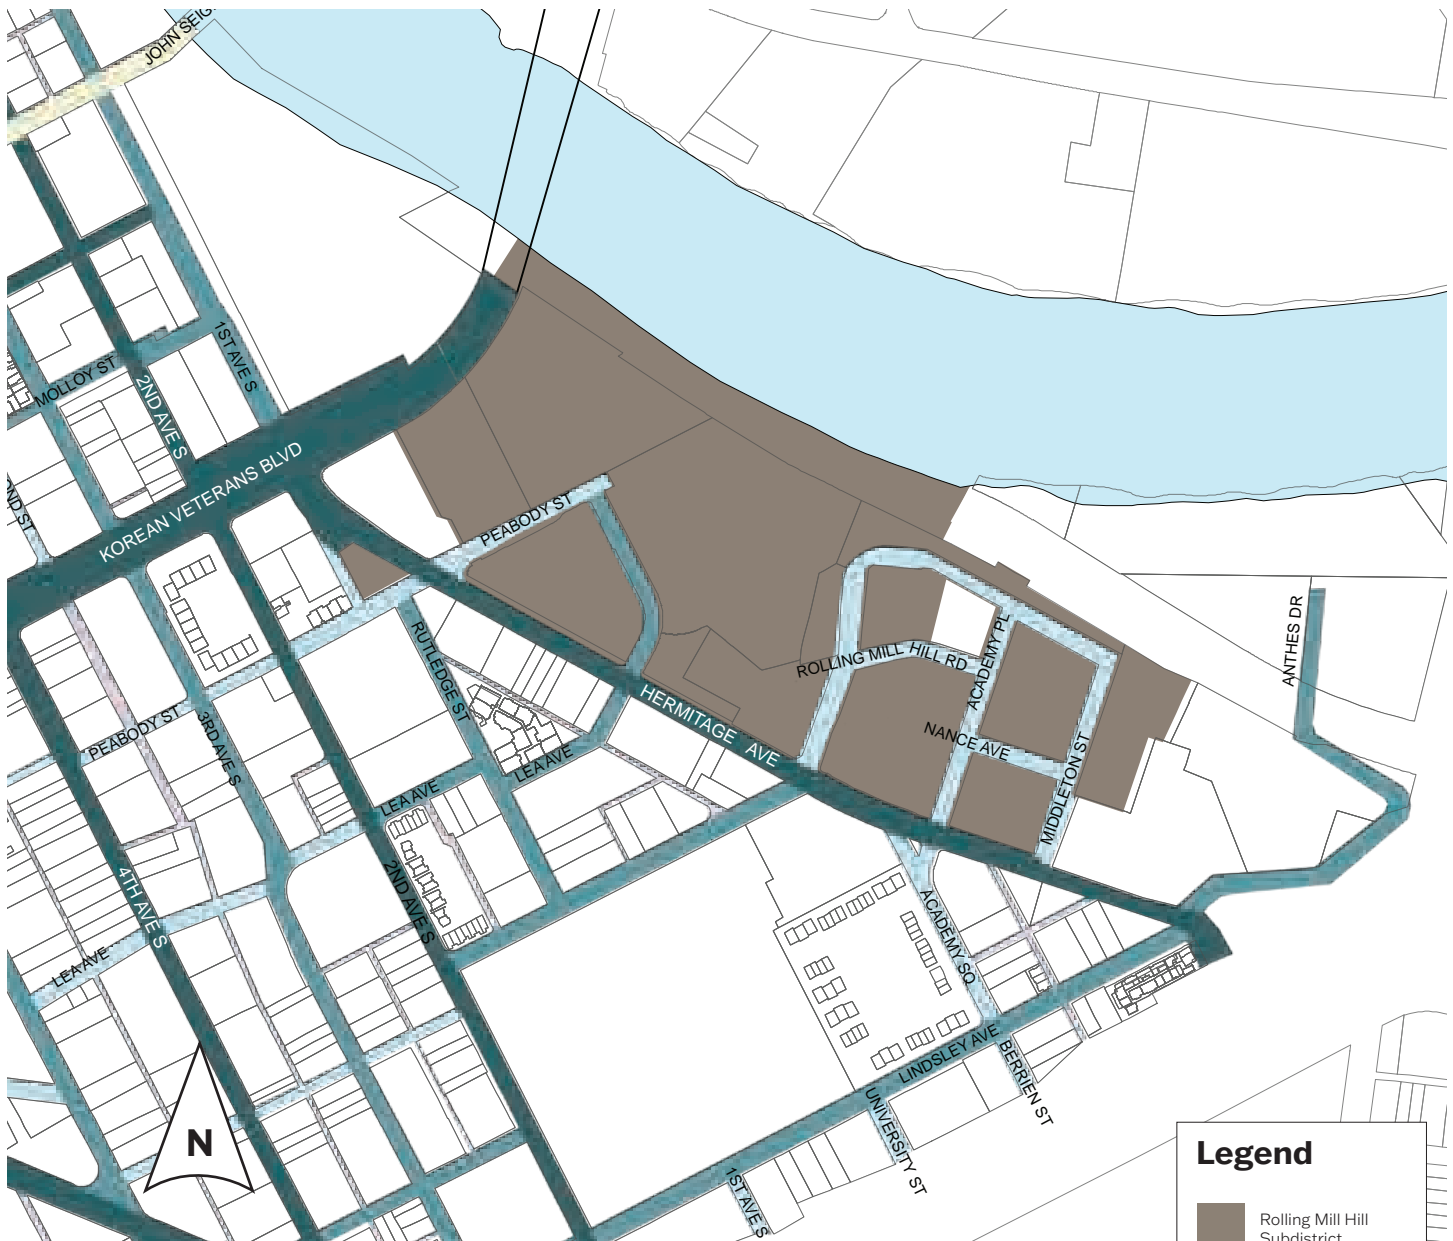 JOHN SEIG
1ST AVE S
MOLLOY ST
2ND AVE S
KOREAN VETERANS BLVD
OND ST
PEABODY ST
ANTHES DR
RUTLEDGE ST
ROLLING MILL HILL RD
ACADEMY PL
HERMITAGE AVE
NANCE AVE
MIDDLETON ST
PEABODY ST
3RD AVE S
LEA AVE
LEA AVE
4TH AVE S
2ND AVE S
LEA AVE
ACADEMY SQ
LINDSLEY AVE
BERRIEN ST
UNIVERSITY ST
1ST AVE S
N
Legend
Rolling Mill Hill
Subdistrict